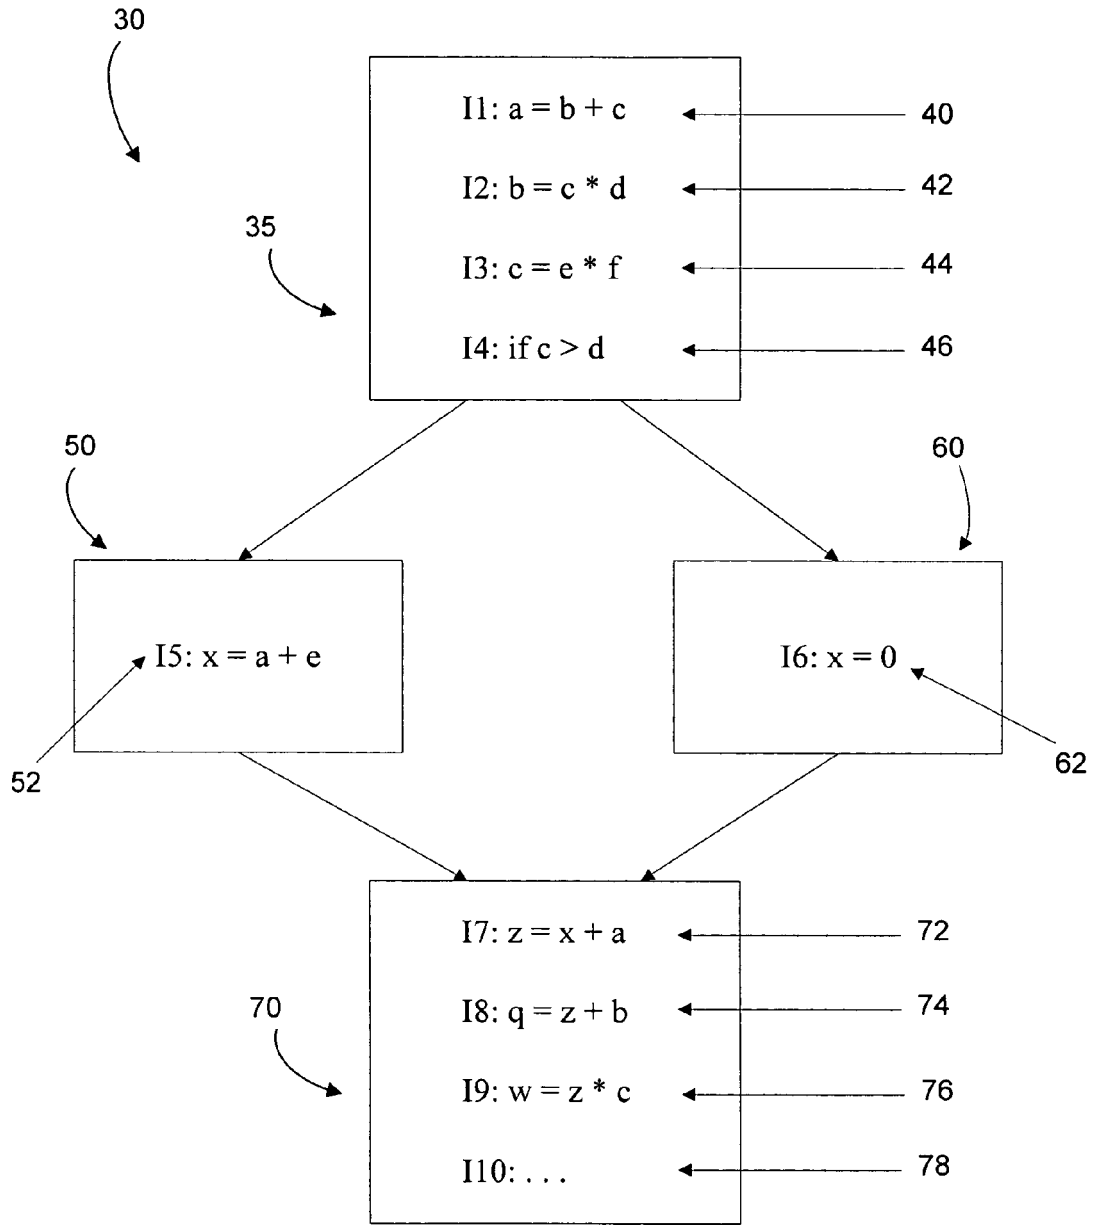 30
I1: a = b + c
40
I2: b = c * d
42
35
I3: c = e * f
44
I4: if c > d
46
50
60
I5: x = a + e
I6: x = 0
52
62
I7: z = x + a
72
70
I8: q = z + b
74
I9: w = z * c
76
I10: . . .
78